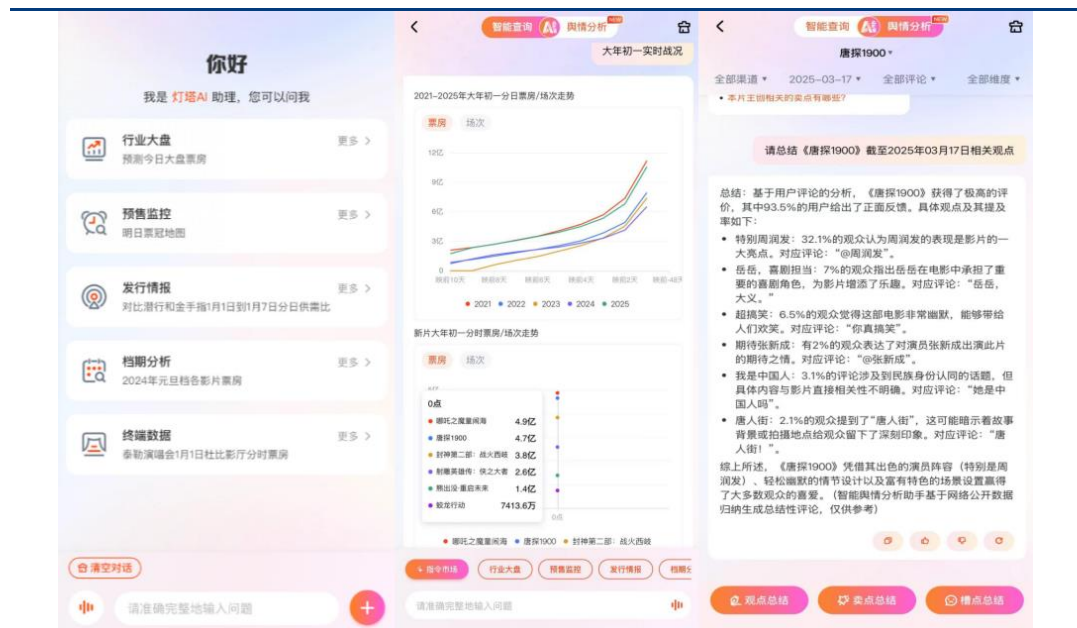 你好
我是 灯塔AI 助理，您可以问我
行业大盘
更多 >
预测今日大盘票房
预售监控
更多 >
明日票冠地图
发行情报
更多 >
对比潜行和金手指1月1日到1月7日分日供需比
档期分析
更多 >
2024年元旦档各影片票房
终端数据
更多 >
泰勒演唱会1月1日杜比影厅分时票房
清空对话
请准确完整地输入问题
智能查询 AI 舆情分析 NEW
大年初一实时战况
2021-2025年大年初一分日票房/场次走势
票房 场次
12亿
9亿
6亿
3亿
0
映前10天 映前8天 映前6天 映前4天 映前2天
• 2021 • 2022 • 2023 • 2024 • 2025
新片大年初一分时票房/场次走势
票房 场次
0点
• 哪吒之魔童闹海 4.9亿
• 唐探1900 4.7亿
• 封神第二部：战火西岐 3.8亿
• 射雕英雄传：侠之大者 2.6亿
• 熊出没·重启未来 1.4亿
• 蛟龙行动 7413.6万
0点
• 哪吒之魔童闹海 • 唐探1900 • 封神第二部：战火西岐
指令市场 行业大盘 预售监控 发行情报
请准确完整地输入问题
智能查询 AI 舆情分析 NEW
唐探1900
全部渠道 2025-03-17 全部评论 全部维度
• 本片主创相关的卖点有哪些?
请总结《唐探1900》截至2025年03月17日相关观点
总结：基于用户评论的分析，《唐探1900》获得了极高的评
价，其中93.5%的用户给出了正面反馈。具体观点及其提及
率如下：
• 特别周润发：32.1%的观众认为周润发的表现是影片的一
大亮点。对应评论：“@周润发”。
• 岳岳，喜剧担当：7%的观众指出岳岳在电影中承担了重
要的喜剧角色，为影片增添了乐趣。对应评论：“岳岳，
大义。”
• 超搞笑：6.5%的观众觉得这部电影非常幽默，能够带给
人们欢笑。对应评论：“你真搞笑”。
• 期待张新成：有2%的观众表达了对演员张新成出演此片
的期待之情。对应评论：“@张新成”。
• 我是中国人：3.1%的评论涉及到民族身份认同的话题，但
具体内容与影片直接相关性不明确。对应评论：“她是中
国人吗”。
• 唐人街：2.1%的观众提到了“唐人街”，这可能暗示着故事
背景或拍摄地点给观众留下了深刻印象。对应评论：“唐
人街！”。
综上所述，《唐探1900》凭借其出色的演员阵容（特别是周
润发）、轻松幽默的情节设计以及富有特色的场景设置赢得
了大多数观众的喜爱。（智能舆情分析助手基于网络公开数据
归纳生成总结性评论，仅供参考）
观点总结 卖点总结 槽点总结